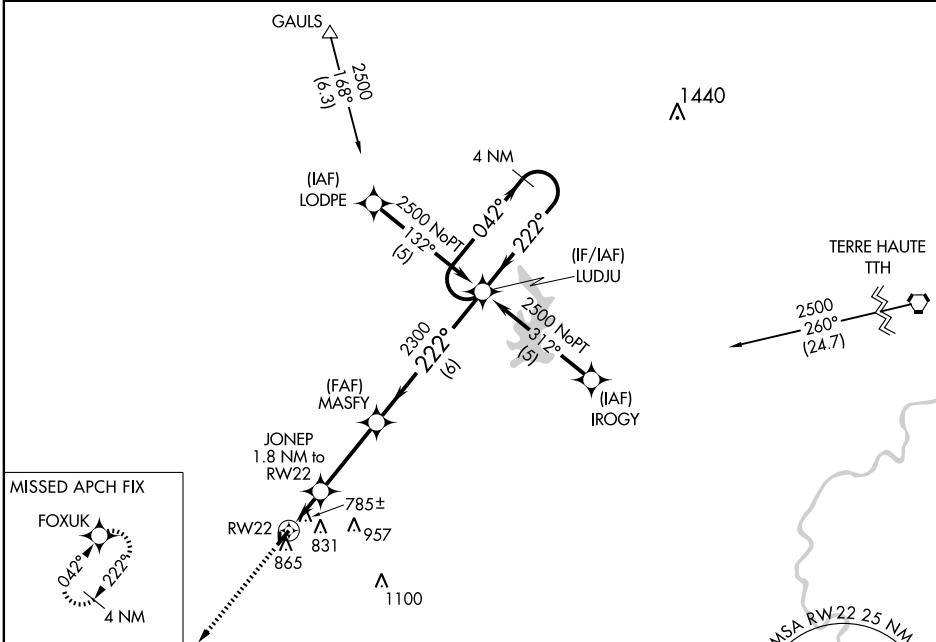 GAULS
2500
168°
(6.3)
1440
4 NM
(IAF)
LODPE
2500 NoPT
132°
(5)
042°
222°
(IF/IAF)
LUDJU
TERRE HAUTE
TTH
2500
260°
(24.7)
2500 NoPT
312°
(5)
2300
222°
(6)
(IAF)
IROGY
(FAF)
MASFY
JONEP
1.8 NM to
RW22
785±
RW22
831
957
865
1100
MISSED APCH FIX
FOXUK
042°
222°
4 NM
MSA RW22 25 NM